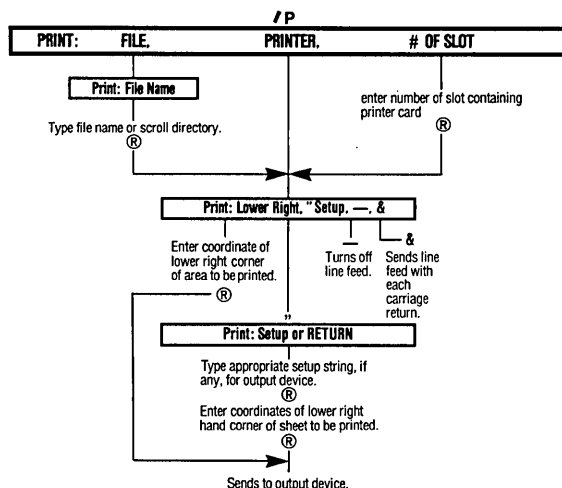 /P
PRINT: FILE, PRINTER, # OF SLOT
Print: File Name
Type file name or scroll directory.
®
enter number of slot containing
printer card
®
Print: Lower Right, " Setup, —, &
Enter coordinate of
lower right corner
of area to be printed.
®
—
Turns off
line feed.
&
Sends line
feed with
each
carriage
return.
"
Print: Setup or RETURN
Type appropriate setup string, if
any, for output device.
®
Enter coordinates of lower right
hand corner of sheet to be printed.
®
Sends to output device.